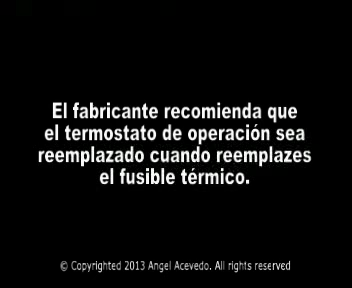 El fabricante recomienda que
el termostato de operación sea
reemplazado cuando reemplazes
el fusible térmico.
© Copyrighted 2013 Angel Acevedo. All rights reserved